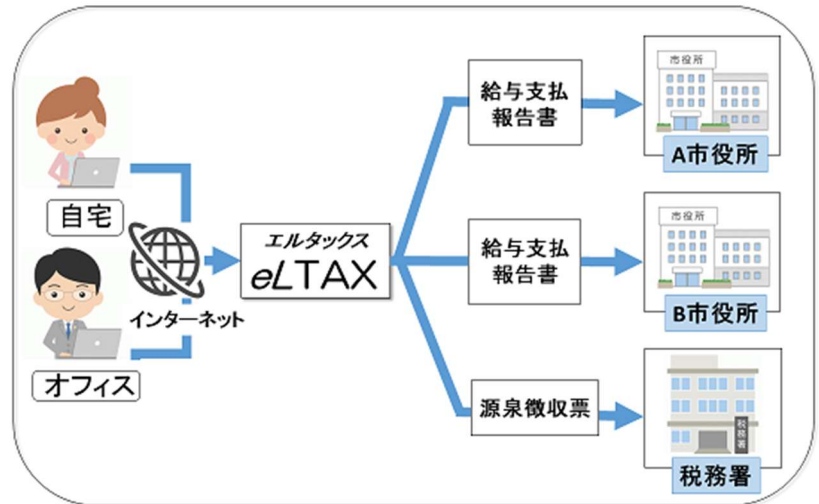 自宅
オフィス
インターネット
エルタックス
eLTAX
給与支払
報告書
市役所
A市役所
給与支払
報告書
市役所
B市役所
源泉徴収票
税務署
税務署